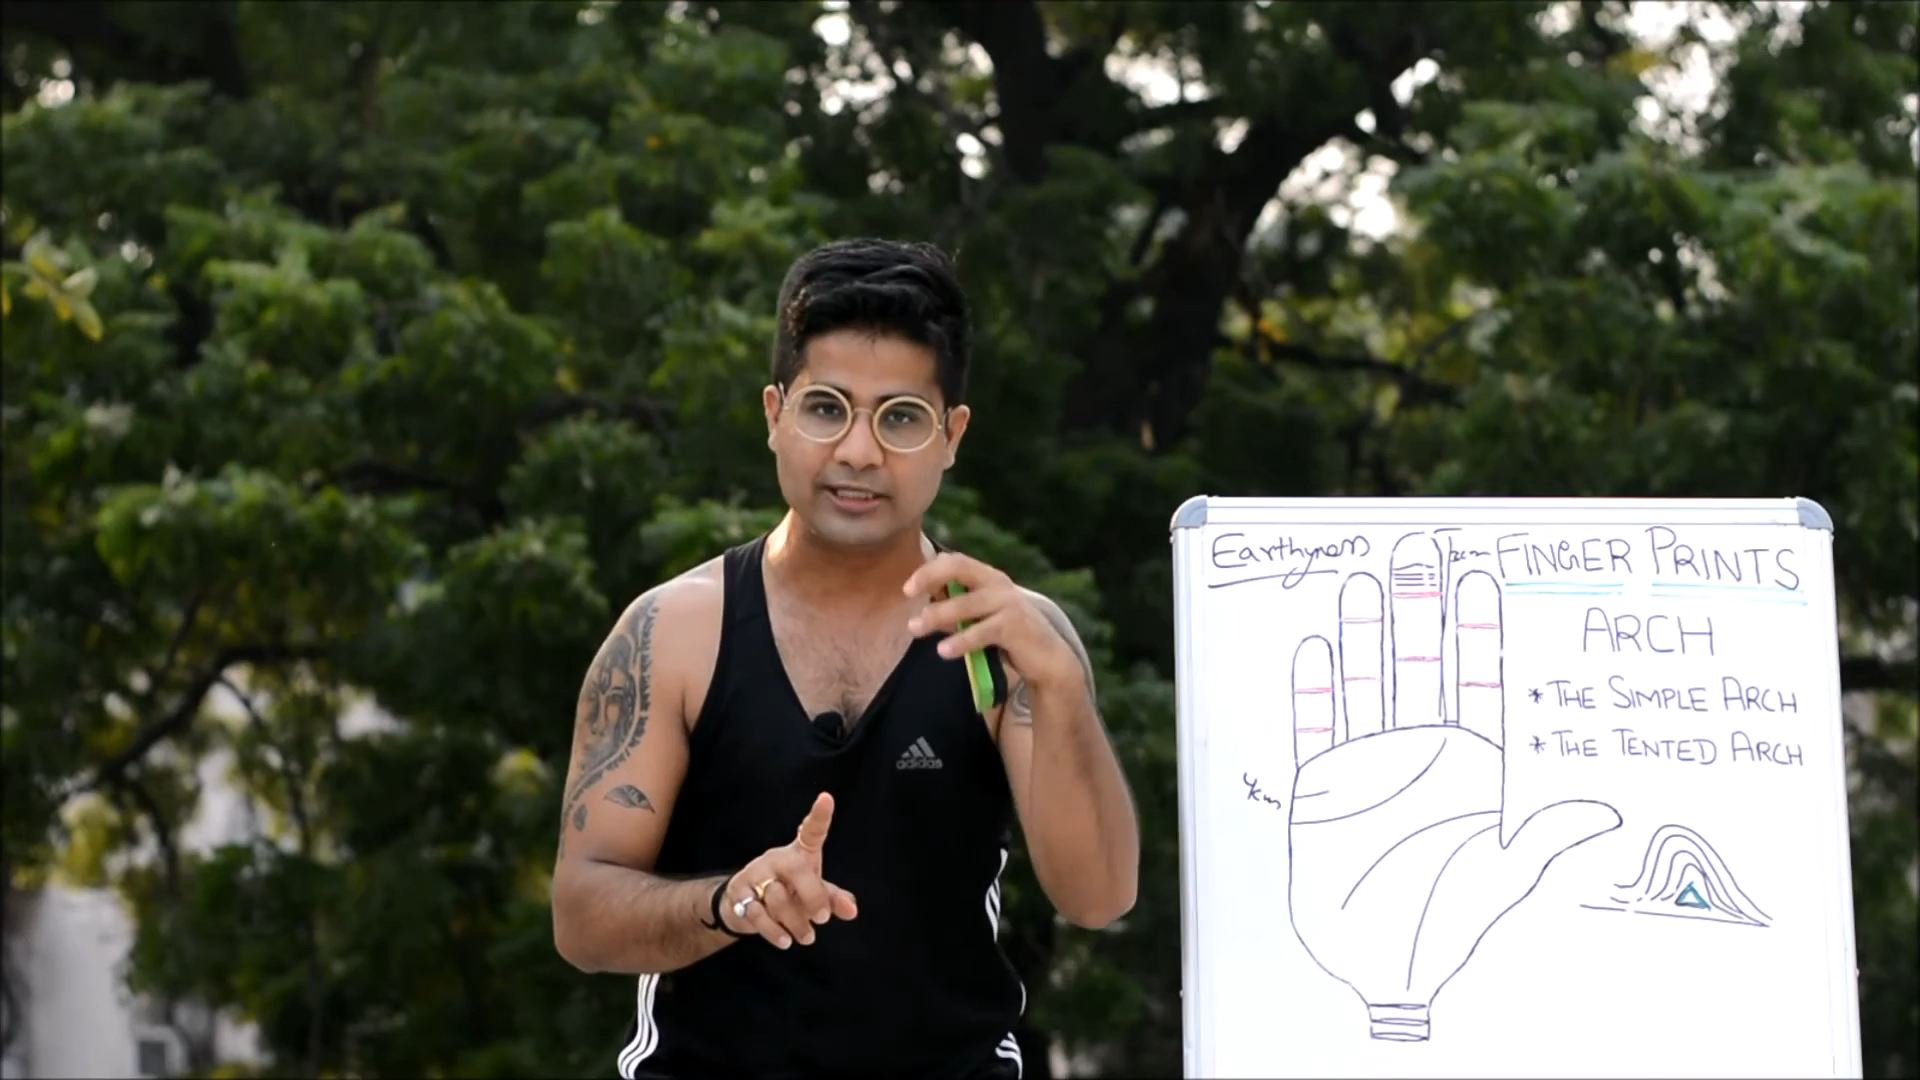 Earthyness
FINGER PRINTS
ARCH
* THE SIMPLE ARCH
* THE TENTED ARCH
adidas